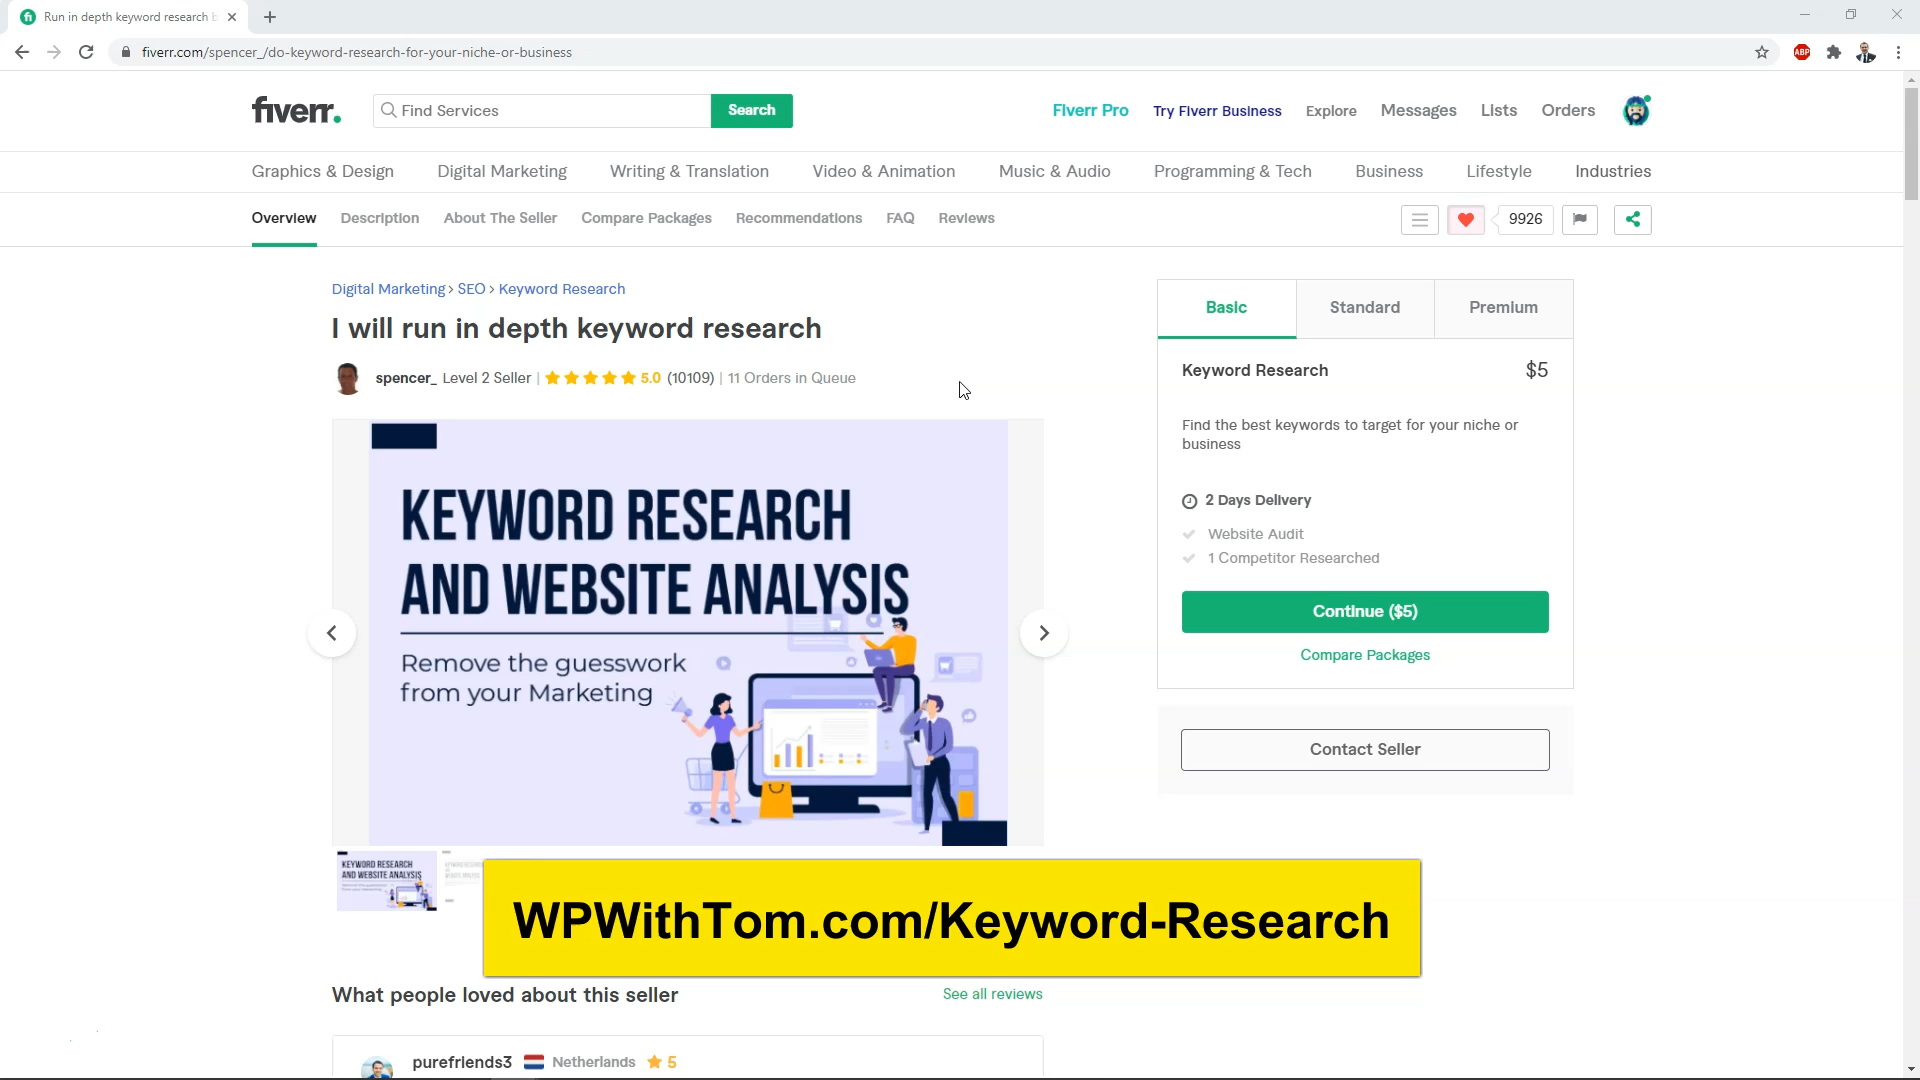 Run in depth keyword research b
fiverr.com/spencer_/do-keyword-research-for-your-niche-or-business
ABP
fiverr.
Find Services
Search
Fiverr Pro
Try Fiverr Business
Explore
Messages
Lists
Orders
Graphics & Design
Digital Marketing
Writing & Translation
Video & Animation
Music & Audio
Programming & Tech
Business
Lifestyle
Industries
Overview
Description
About The Seller
Compare Packages
Recommendations
FAQ
Reviews
9926
Digital Marketing > SEO > Keyword Research
I will run in depth keyword research
spencer_ Level 2 Seller | 5.0 (10109) | 11 Orders in Queue
KEYWORD RESEARCH
AND WEBSITE ANALYSIS
Remove the guesswork
from your Marketing
Basic
Standard
Premium
Keyword Research
$5
Find the best keywords to target for your niche or
business
2 Days Delivery
Website Audit
1 Competitor Researched
Continue ($5)
Compare Packages
Contact Seller
KEYWORD RESEARCH
AND WEBSITE ANALYSIS
WPWithTom.com/Keyword-Research
What people loved about this seller
See all reviews
purefriends3
Netherlands
5